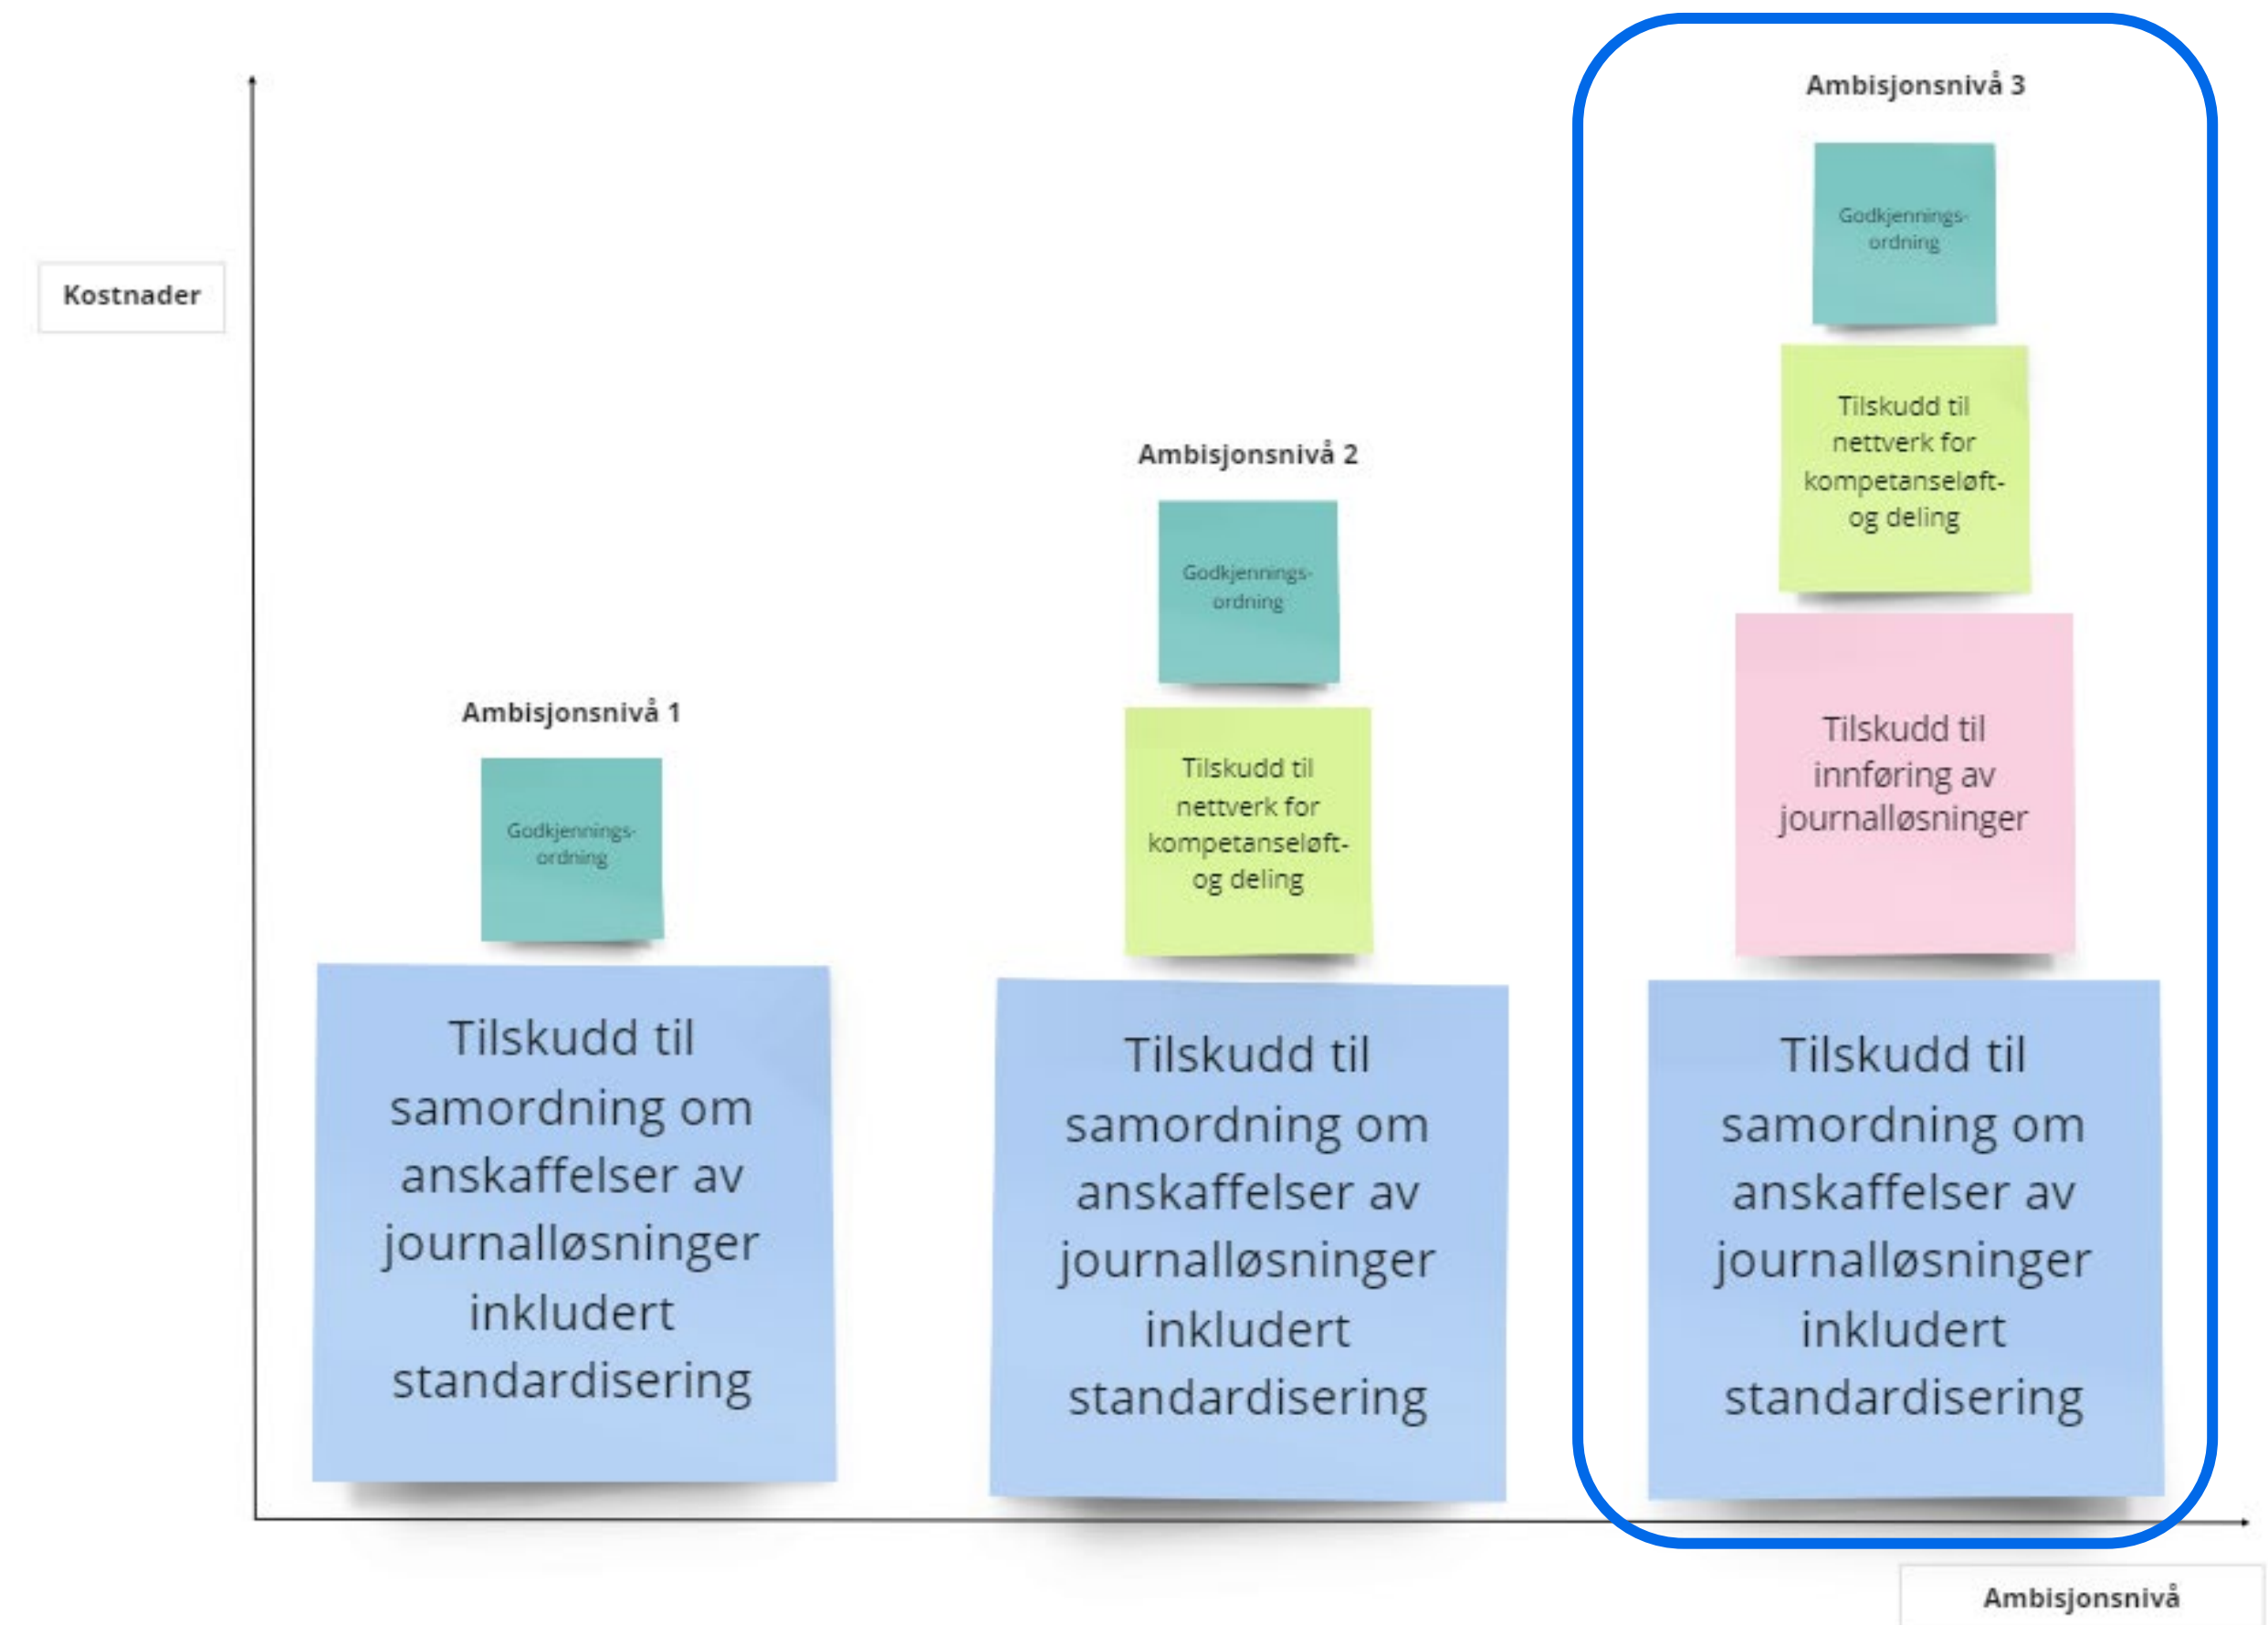 Kostnader
Ambisjonsnivå 1
Godkjennings-
ordning
Tilskudd til
samordning om
anskaffelser av
journalløsninger
inkludert
standardisering
Ambisjonsnivå 2
Godkjennings-
ordning
Tilskudd til
nettverk for
kompetanseløft-
og deling
Tilskudd til
samordning om
anskaffelser av
journalløsninger
inkludert
standardisering
Ambisjonsnivå 3
Godkjennings-
ordning
Tilskudd til
nettverk for
kompetanseløft-
og deling
Tilskudd til
innføring av
journalløsninger
Tilskudd til
samordning om
anskaffelser av
journalløsninger
inkludert
standardisering
Ambisjonsnivå